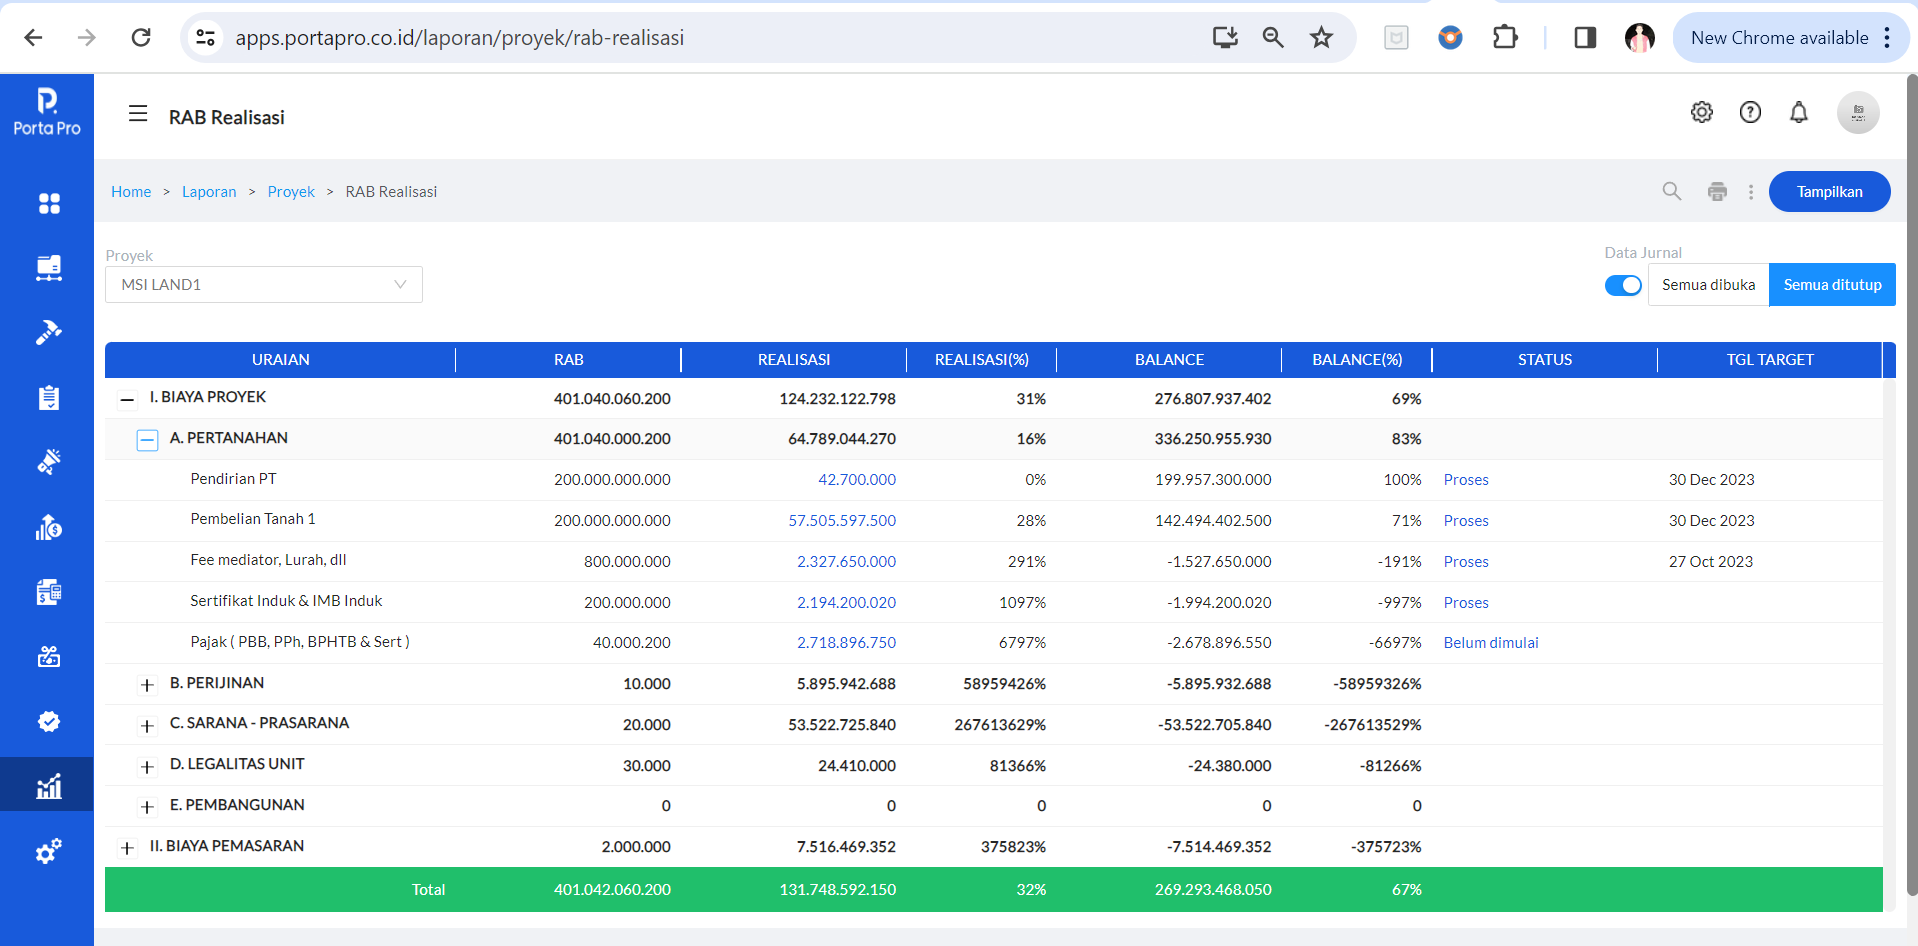 apps.portapro.co.id/laporan/proyek/rab-realisasi
New Chrome available
Porta Pro
RAB Realisasi
Home > Laporan > Proyek > RAB Realisasi
Tampilkan
Proyek
MSI LAND1
Data Jurnal
Semua dibuka
Semua ditutup
URAIAN RAB REALISASI REALISASI(%) BALANCE BALANCE(%) STATUS TGL TARGET
I. BIAYA PROYEK 401.040.060.200 124.232.122.798 31% 276.807.937.402 69%
A. PERTANAHAN 401.040.000.200 64.789.044.270 16% 336.250.955.930 83%
Pendirian PT 200.000.000.000 42.700.000 0% 199.957.300.000 100% Proses 30 Dec 2023
Pembelian Tanah 1 200.000.000.000 57.505.597.500 28% 142.494.402.500 71% Proses 30 Dec 2023
Fee mediator, Lurah, dll 800.000.000 2.327.650.000 291% -1.527.650.000 -191% Proses 27 Oct 2023
Sertifikat Induk & IMB Induk 200.000.000 2.194.200.020 1097% -1.994.200.020 -997% Proses
Pajak ( PBB, PPh, BPHTB & Sert ) 40.000.200 2.718.896.750 6797% -2.678.896.550 -6697% Belum dimulai
B. PERIJINAN 10.000 5.895.942.688 58959426% -5.895.932.688 -58959326%
C. SARANA - PRASARANA 20.000 53.522.725.840 267613629% -53.522.705.840 -267613529%
D. LEGALITAS UNIT 30.000 24.410.000 81366% -24.380.000 -81266%
E. PEMBANGUNAN 0 0 0 0 0
II. BIAYA PEMASARAN 2.000.000 7.516.469.352 375823% -7.514.469.352 -375723%
Total 401.042.060.200 131.748.592.150 32% 269.293.468.050 67%